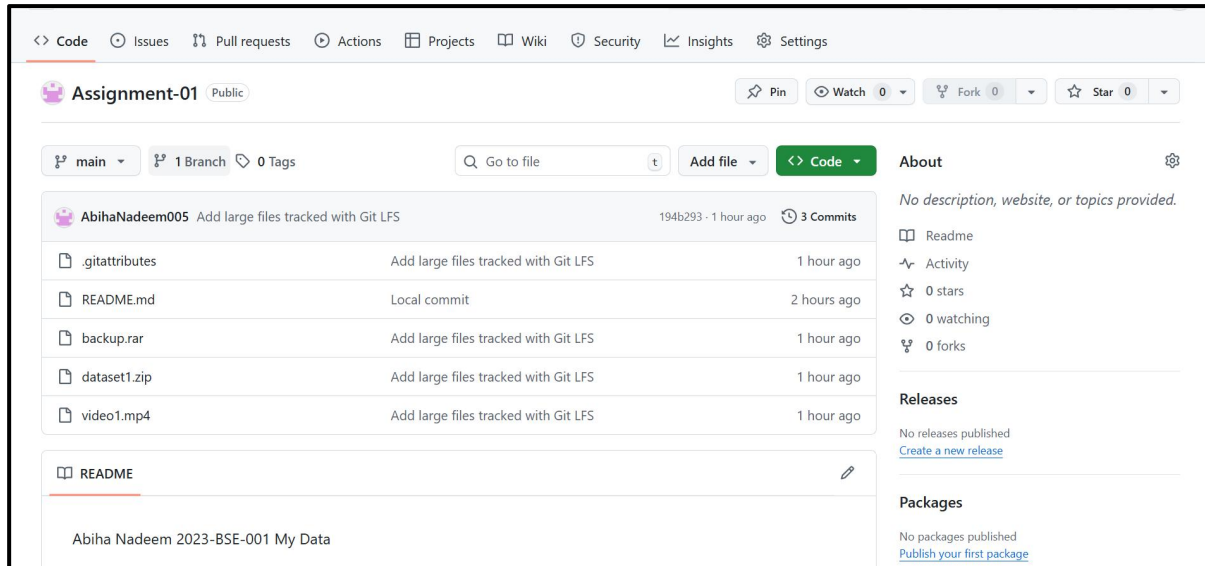 Code Issues Pull requests Actions Projects Wiki Security Insights Settings
Assignment-01 Public Pin Watch 0 Fork 0 Star 0
main 1 Branch 0 Tags Go to file t Add file Code
AbihaNadeem005 Add large files tracked with Git LFS 194b293 · 1 hour ago 3 Commits
.gitattributes Add large files tracked with Git LFS 1 hour ago
README.md Local commit 2 hours ago
backup.rar Add large files tracked with Git LFS 1 hour ago
dataset1.zip Add large files tracked with Git LFS 1 hour ago
video1.mp4 Add large files tracked with Git LFS 1 hour ago
README
Abiha Nadeem 2023-BSE-001 My Data
About
No description, website, or topics provided.
Readme
Activity
0 stars
0 watching
0 forks
Releases
No releases published
Create a new release
Packages
No packages published
Publish your first package